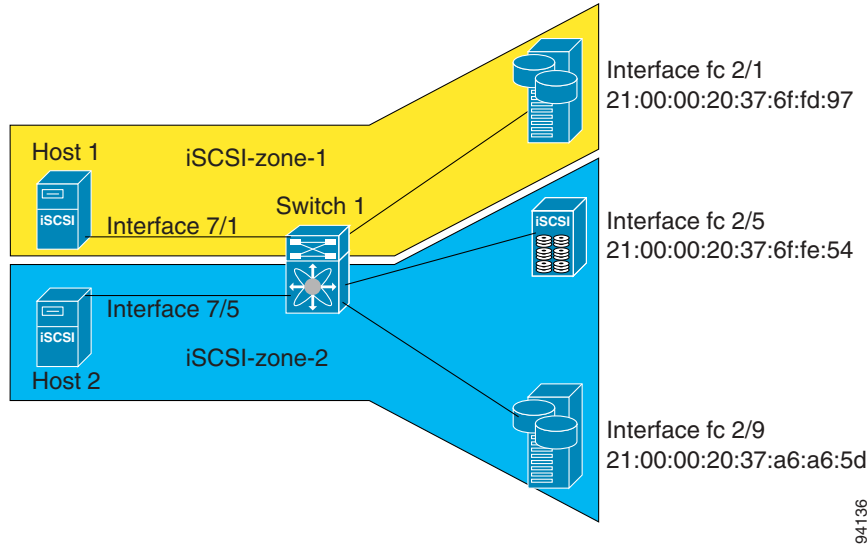 Interface fc 2/1
21:00:00:20:37:6f:fd:97
Host 1
iSCSI-zone-1
iSCSI
Interface 7/1
Switch 1
iSCSI
Interface fc 2/5
21:00:00:20:37:6f:fe:54
Interface 7/5
iSCSI
iSCSI-zone-2
Host 2
Interface fc 2/9
21:00:00:20:37:a6:a6:5d
94136